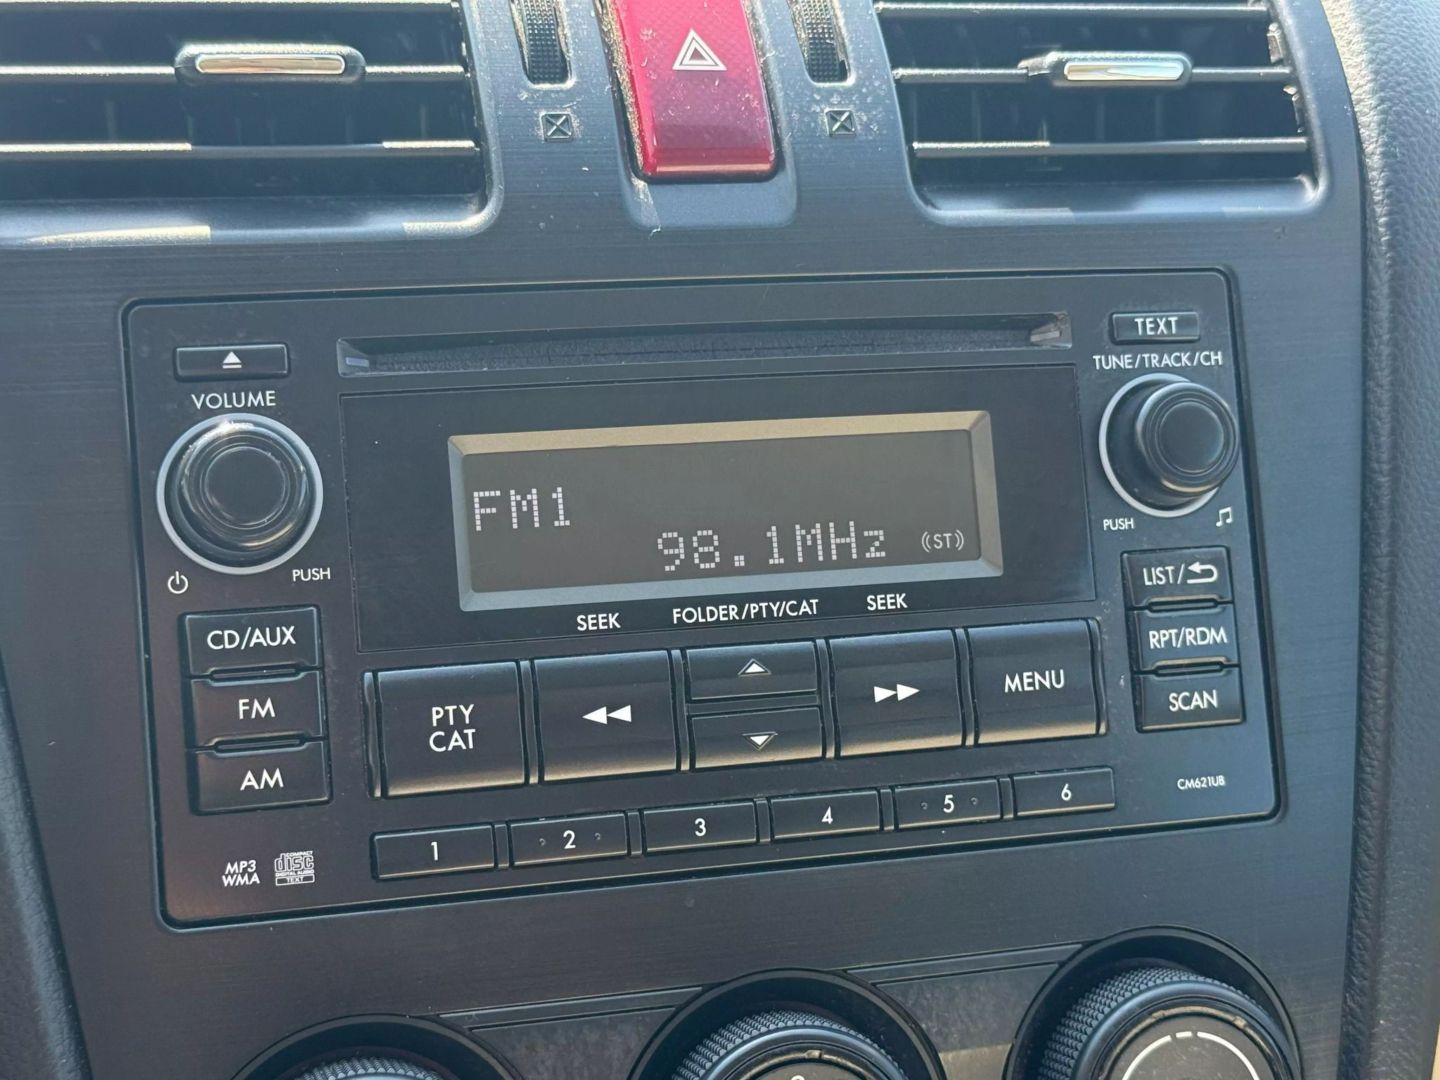 TEXT
TUNE/TRACK/CH
VOLUME
PUSH
PUSH
FM1
98.1MHz ((ST))
SEEK FOLDER/PTY/CAT SEEK
CD/AUX
FM
AM
PTY
CAT
MENU
LIST/
RPT/RDM
SCAN
CM621UB
1 2 3 4 5 6
MP3
WMA
COMPACT
disc
DIGITAL AUDIO
TEXT